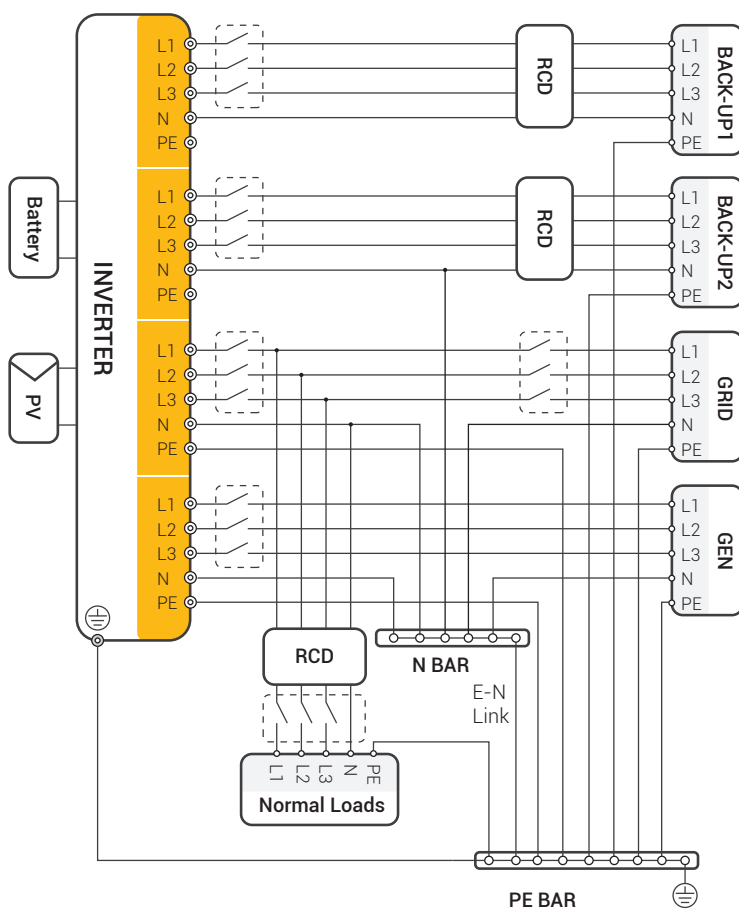 L1
L2
L3
N
PE
L1
L2
L3
N
PE
L1
L2
L3
N
PE
L1
L2
L3
N
PE
INVERTER
Battery
PV
RCD
RCD
L1
L2
L3
N
PE
BACK-UP1
L1
L2
L3
N
PE
BACK-UP2
L1
L2
L3
N
PE
GRID
L1
L2
L3
N
PE
GEN
RCD
N BAR
E-N
Link
L1
L2
L3
N
PE
Normal Loads
PE BAR